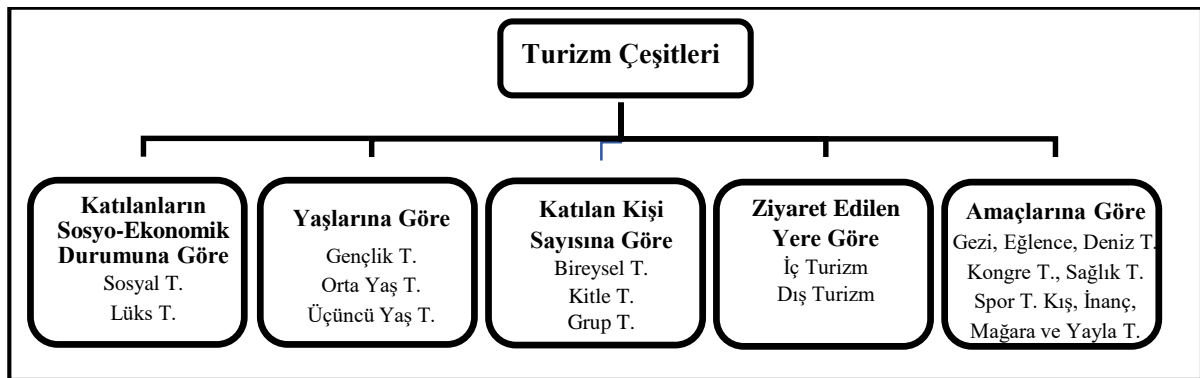 Turizm Çeşitleri
Katılanların
Sosyo-Ekonomik
Durumuna Göre
Sosyal T.
Lüks T.
Yaşlarına Göre
Gençlik T.
Orta Yaş T.
Üçüncü Yaş T.
Katılan Kişi
Sayısına Göre
Bireysel T.
Kitle T.
Grup T.
Ziyaret Edilen
Yere Göre
İç Turizm
Dış Turizm
Amaçlarına Göre
Gezi, Eğlence, Deniz T.
Kongre T., Sağlık T.
Spor T. Kış, İnanç,
Mağara ve Yayla T.